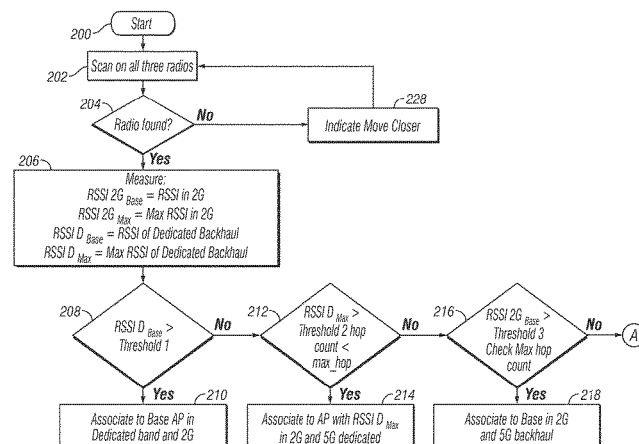 200
Start
202
Scan on all three radios
204
Radio found?
No
228
Indicate Move Closer
Yes
206
Measure:
RSSI 2G Base = RSSI in 2G
RSSI 2G Max = Max RSSI in 2G
RSSI D Base = RSSI of Dedicated Backhaul
RSSI D Max = Max RSSI of Dedicated Backhaul
208
RSSI D Base >
Threshold 1
No
212
RSSI D Max >
Threshold 2 hop
count <
max_hop
No
216
RSSI 2G Base >
Threshold 3
Check Max hop
count
No
A
Yes
210
Associate to Base AP in
Dedicated band and 2G
Yes
214
Associate to AP with RSSI D Max
in 2G and 5G dedicated
Yes
218
Associate to Base in 2G
and 5G backhaul